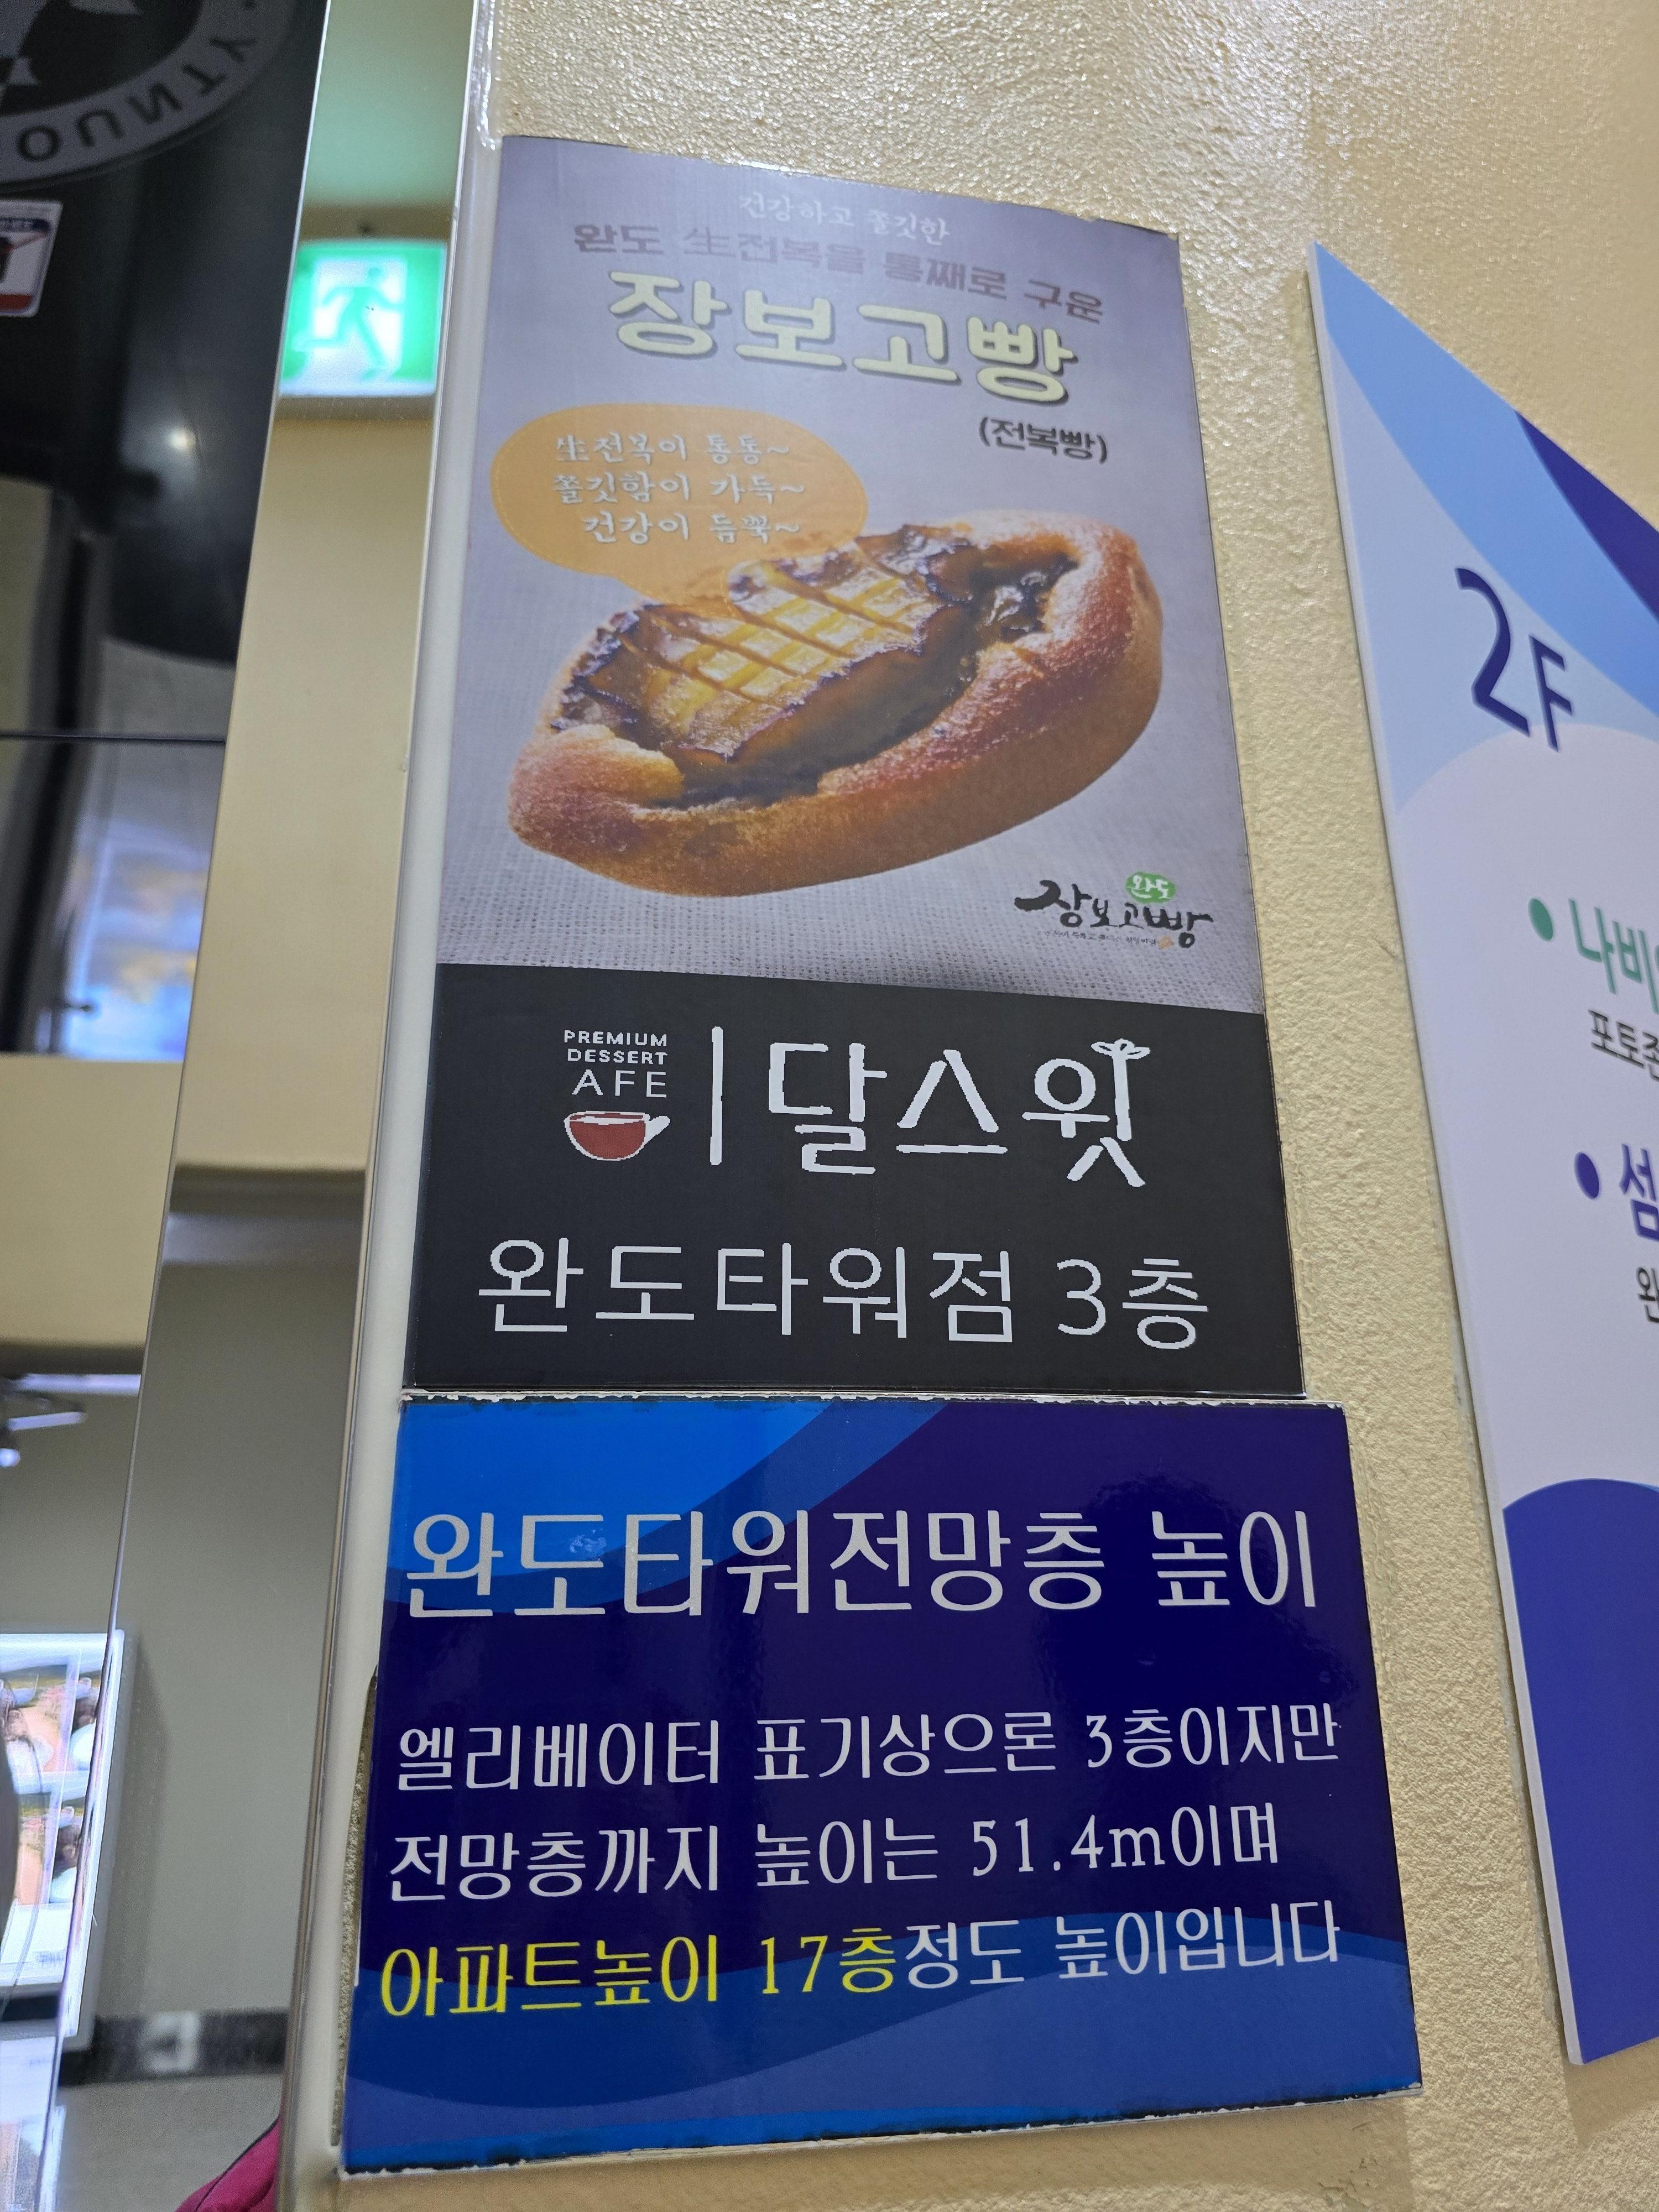 건강하고 쫄깃한
완도 生전복을 통째로 구운
장보고빵
(전복빵)
生전복이 통통~
쫄깃함이 가득~
건강이 듬뿍~
완도
장보고빵
PREMIUM
DESSERT
AFE
달스윗
완도타워점 3층
완도타워전망층 높이
엘리베이터 표기상으론 3층이지만
전망층까지 높이는 51.4m이며
아파트높이 17층정도 높이입니다
2F